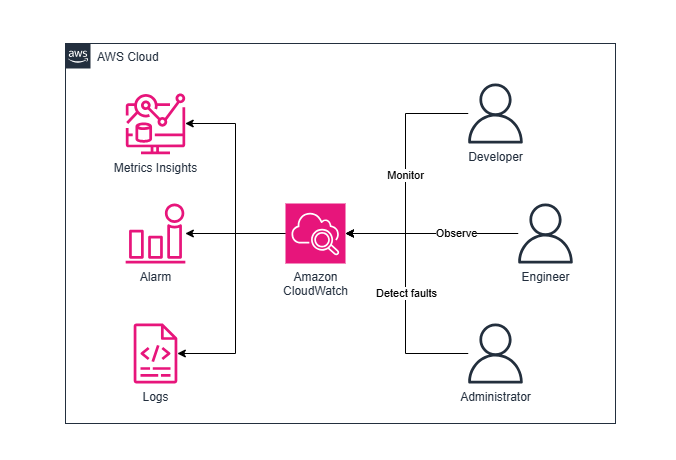 aws
AWS Cloud
Metrics Insights
Alarm
Logs
Amazon
CloudWatch
Monitor
Observe
Detect faults
Developer
Engineer
Administrator